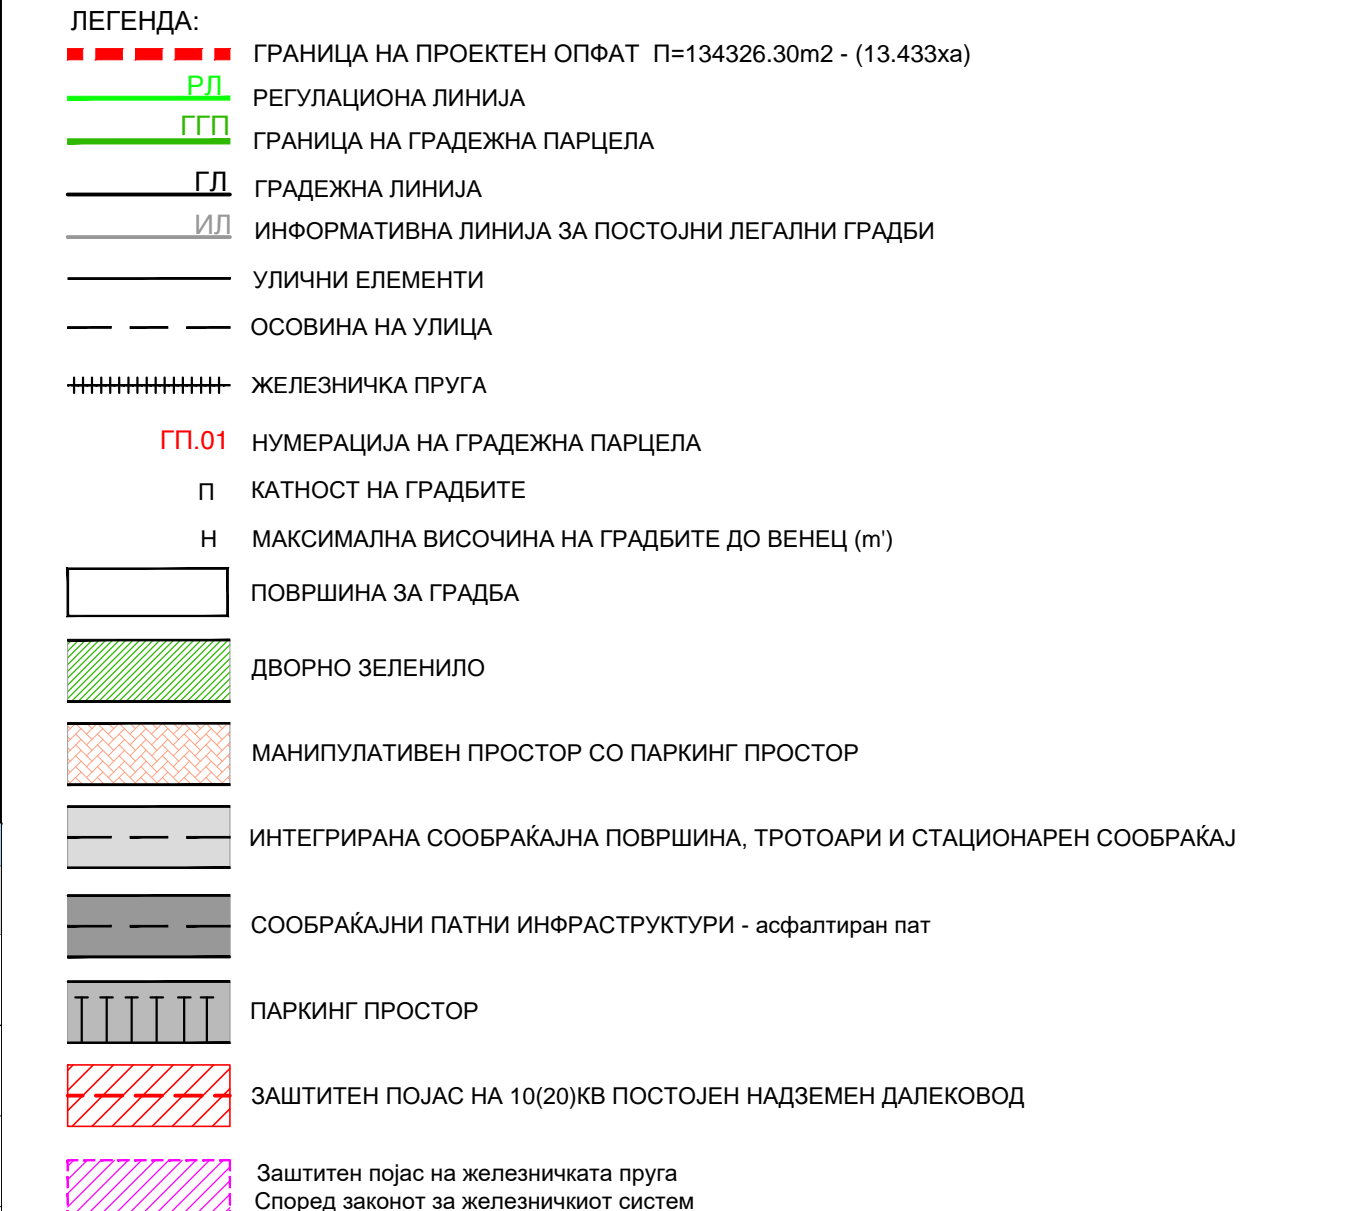 ЛЕГЕНДА:
ГРАНИЦА НА ПРОЕКТЕН ОПФАТ П=134326.30m2 - (13.433ха)
РЛ РЕГУЛАЦИОНА ЛИНИЈА
ГГП ГРАНИЦА НА ГРАДЕЖНА ПАРЦЕЛА
ГЛ ГРАДЕЖНА ЛИНИЈА
ИЛ ИНФОРМАТИВНА ЛИНИЈА ЗА ПОСТОЈНИ ЛЕГАЛНИ ГРАДБИ
УЛИЧНИ ЕЛЕМЕНТИ
ОСОВИНА НА УЛИЦА
ЖЕЛЕЗНИЧКА ПРУГА
ГП.01 НУМЕРАЦИЈА НА ГРАДЕЖНА ПАРЦЕЛА
П КАТНОСТ НА ГРАДБИТЕ
Н МАКСИМАЛНА ВИСОЧИНА НА ГРАДБИТЕ ДО ВЕНЕЦ (m')
ПОВРШИНА ЗА ГРАДБА
ДВОРНО ЗЕЛЕНИЛО
МАНИПУЛАТИВЕН ПРОСТОР СО ПАРКИНГ ПРОСТОР
ИНТЕГРИРАНА СООБРАЌАЈНА ПОВРШИНА, ТРОТОАРИ И СТАЦИОНАРЕН СООБРАЌАЈ
СООБРАЌАЈНИ ПАТНИ ИНФРАСТРУКТУРИ - асфалтиран пат
ПАРКИНГ ПРОСТОР
ЗАШТИТЕН ПОЈАС НА 10(20)КВ ПОСТОЈЕН НАДЗЕМЕН ДАЛЕКОВОД
Заштитен појас на железничката пруга
Според законот за железничкиот систем